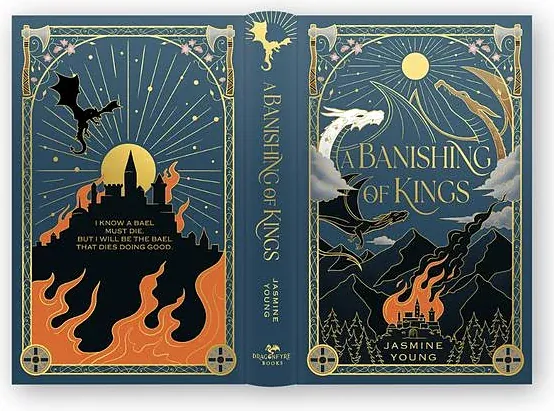 I KNOW A BAEL
MUST DIE.
BUT I WILL BE THE BAEL
THAT DIES DOING GOOD.
A BANISHING OF KINGS
JASMINE
YOUNG
DRAGONFYRE
BOOKS
A BANISHING
OF KINGS
JASMINE
YOUNG